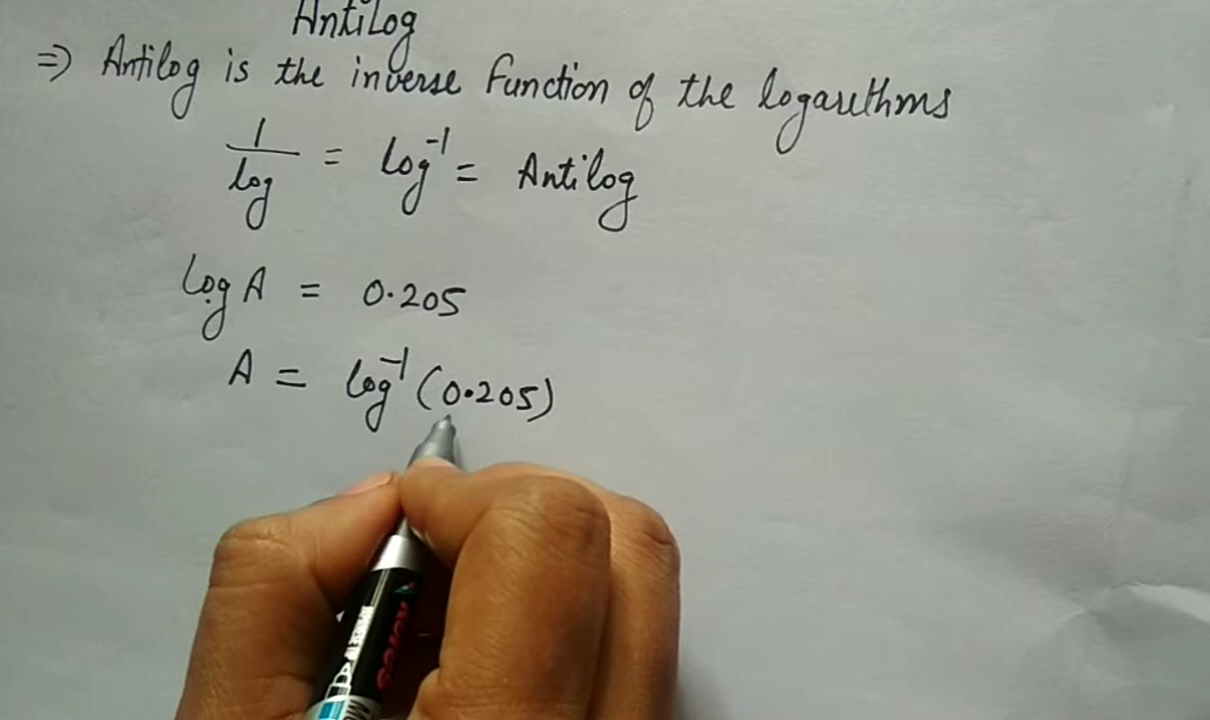 Antilog
⇒ Antilog is the inverse function of the logarethms
1/log = log⁻¹ = Antilog
log A = 0.205
A = log⁻¹ (0.205)